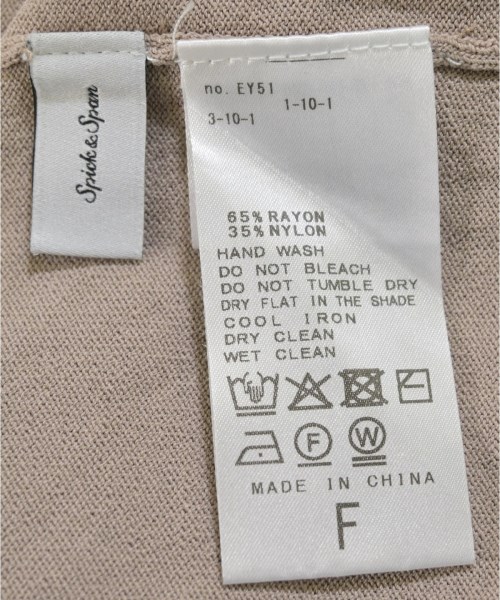 Spick & Span
no. EY51
1-10-1
3-10-1
65% RAYON
35% NYLON
HAND WASH
DO NOT BLEACH
DO NOT TUMBLE DRY
DRY FLAT IN THE SHADE
COOL IRON
DRY CLEAN
WET CLEAN
F W
MADE IN CHINA
F